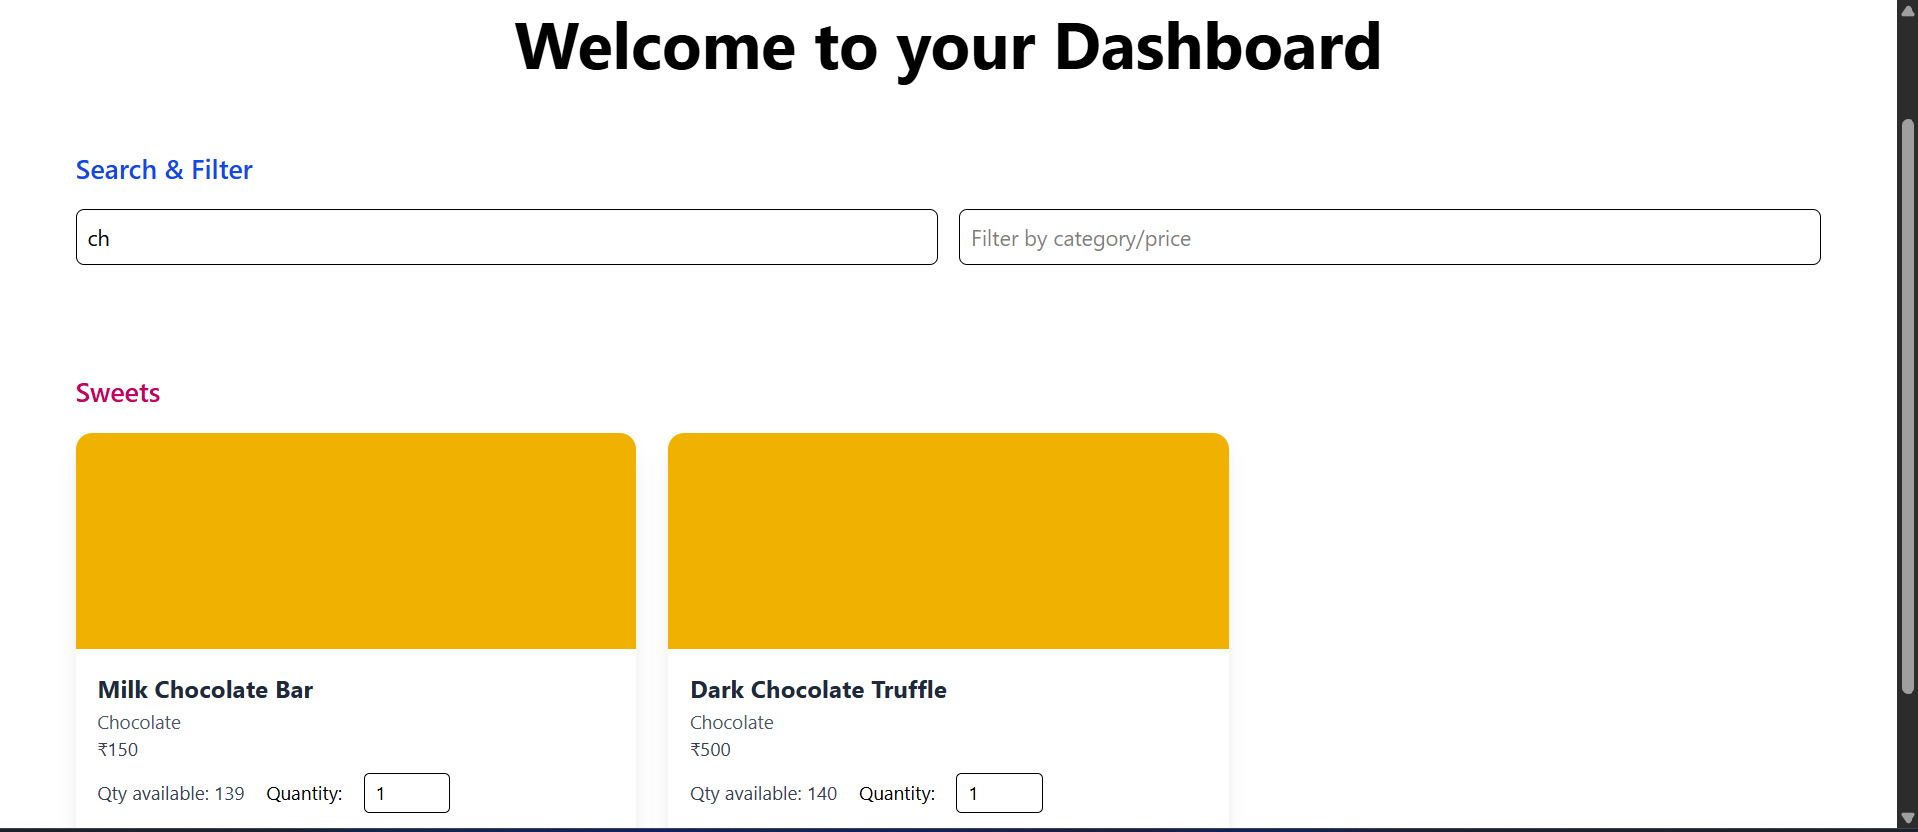 Welcome to your Dashboard
Search & Filter
ch
Filter by category/price
Sweets
Milk Chocolate Bar
Chocolate
₹150
Qty available: 139 Quantity: 1
Dark Chocolate Truffle
Chocolate
₹500
Qty available: 140 Quantity: 1